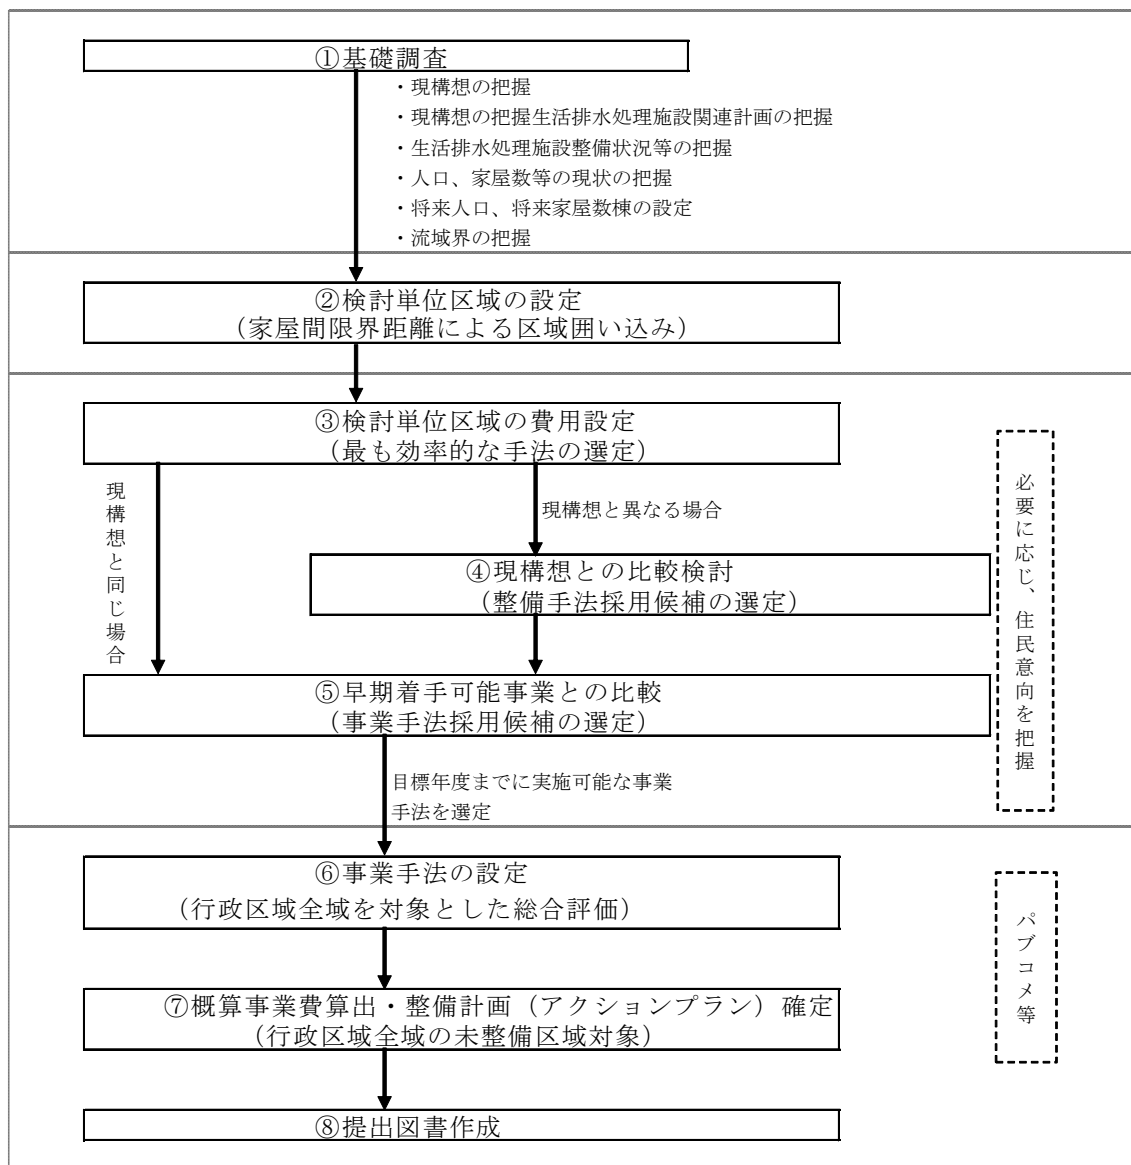 ①基礎調査
・現構想の把握
・現構想の把握生活排水処理施設関連計画の把握
・生活排水処理施設整備状況等の把握
・人口、家屋数等の現状の把握
・将来人口、将来家屋数棟の設定
・流域界の把握
②検討単位区域の設定
（家屋間限界距離による区域囲い込み）
③検討単位区域の費用設定
（最も効率的な手法の選定）
現構想と同じ場合
現構想と異なる場合
④現構想との比較検討
（整備手法採用候補の選定）
⑤早期着手可能事業との比較
（事業手法採用候補の選定）
必要に応じ、住民意向を把握
目標年度までに実施可能な事業
手法を選定
⑥事業手法の設定
（行政区域全域を対象とした総合評価）
⑦概算事業費算出・整備計画（アクションプラン）確定
（行政区域全域の未整備区域対象）
パブコメ等
⑧提出図書作成